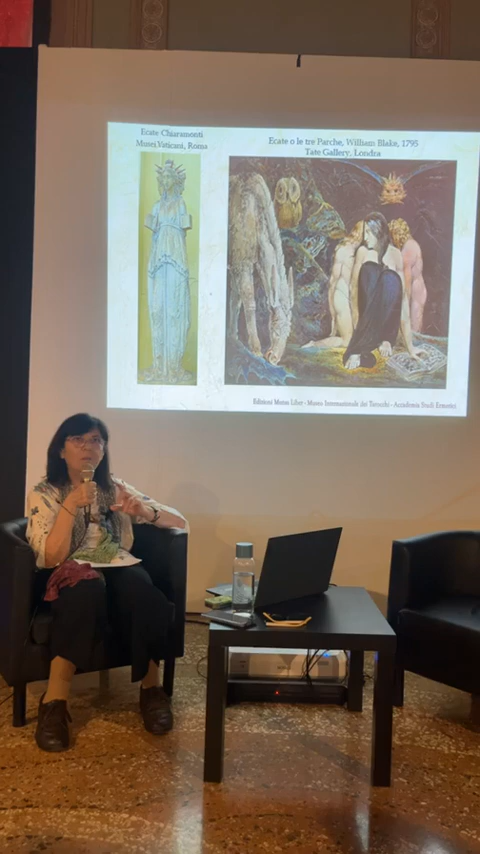 Ecate Chiaramonti
Musei Vaticani, Roma
Ecate o le tre Parche, William Blake, 1795
Tate Gallery, Londra
Edizioni Mutus Liber - Museo Internazionale dei Tarocchi - Accademia Studi Ermetici